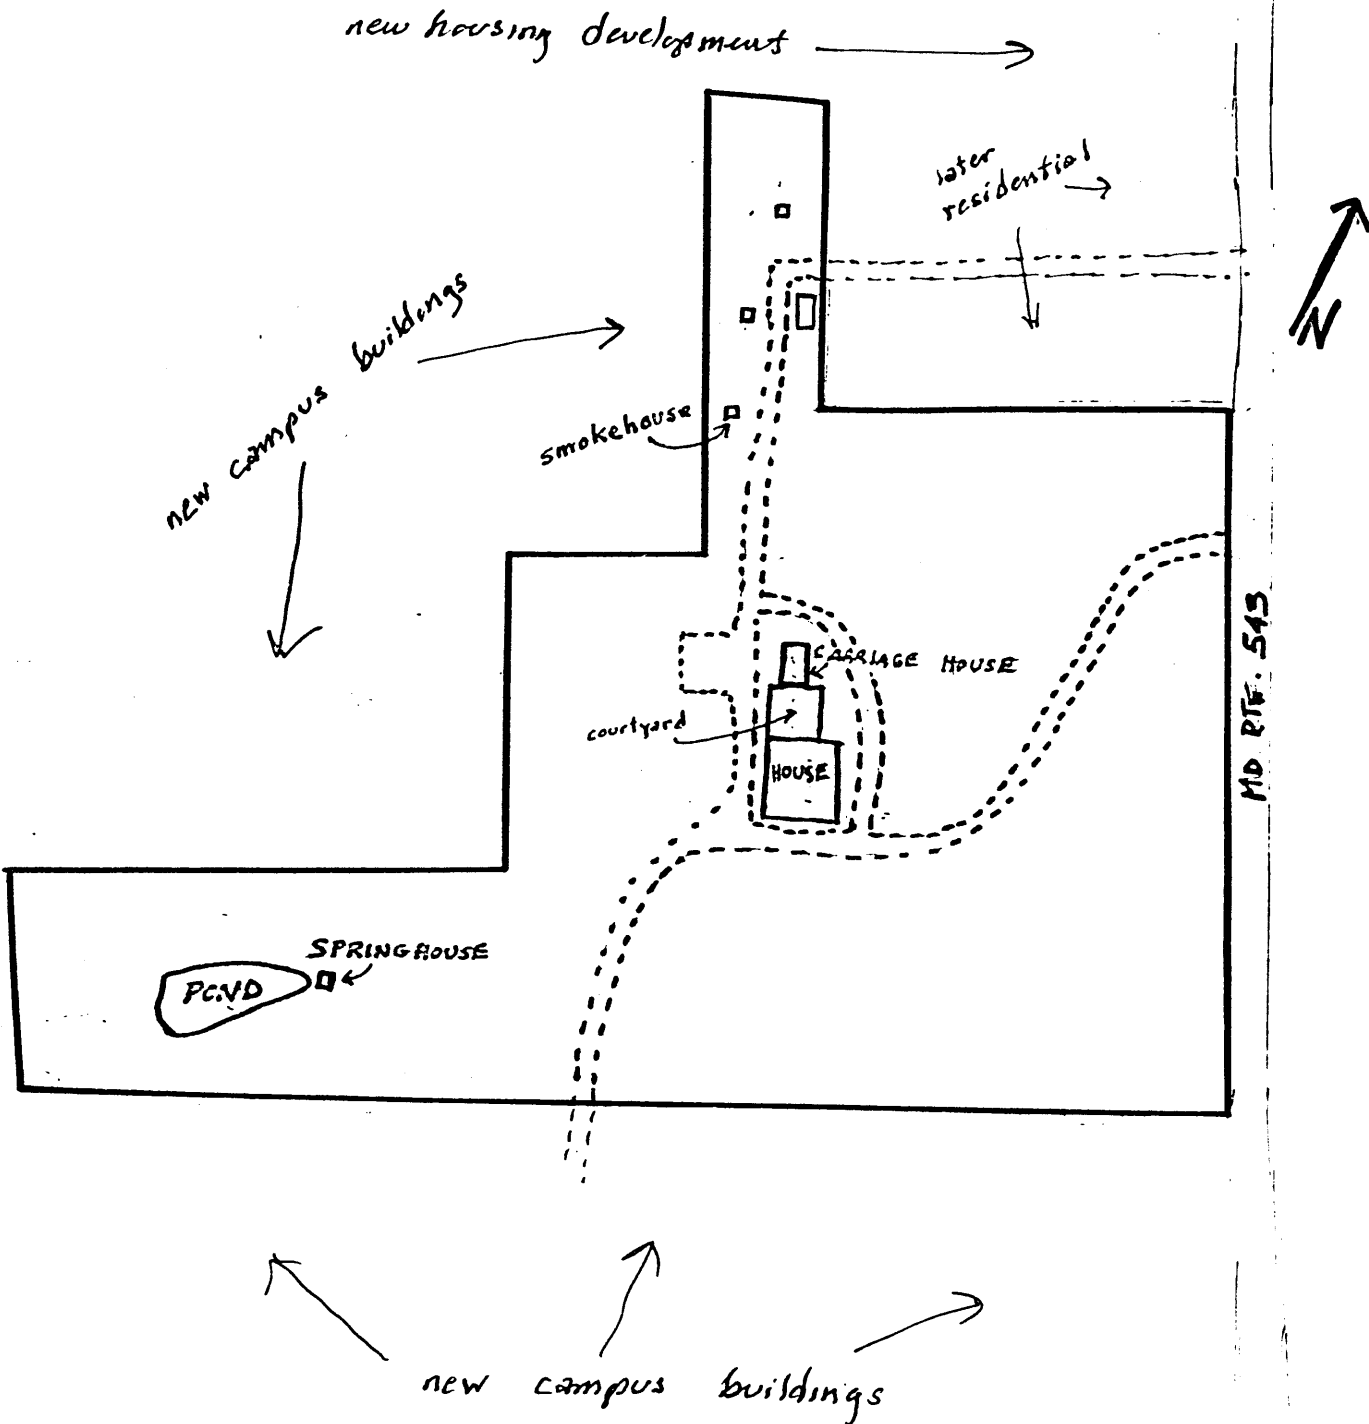 new housing development
later
residential
N
new campus buildings
smokehouse
MD RTE. 543
CARRIAGE HOUSE
courtyard
HOUSE
SPRINGHOUSE
POND
new campus buildings